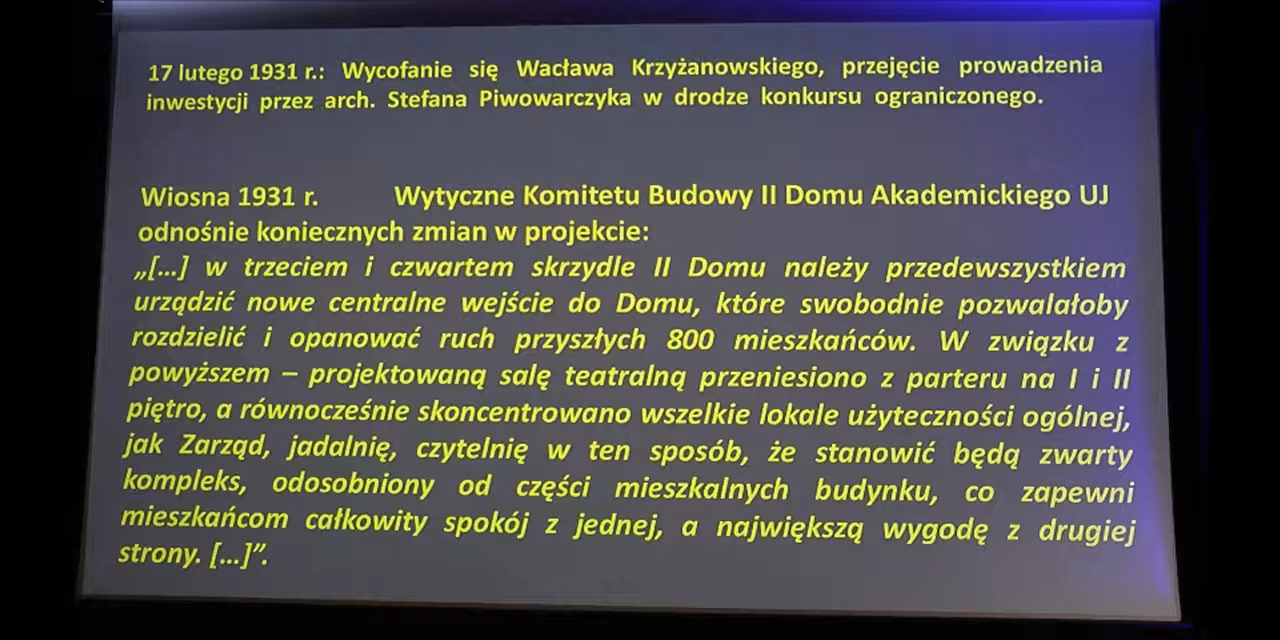 17 lutego 1931 r.: Wycofanie się Wacława Krzyżanowskiego, przejęcie prowadzenia
inwestycji przez arch. Stefana Piwowarczyka w drodze konkursu ograniczonego.
Wiosna 1931 r. Wytyczne Komitetu Budowy II Domu Akademickiego UJ
odnośnie koniecznych zmian w projekcie:
„[...] w trzeciem i czwartem skrzydle II Domu należy przedewszystkiem
urządzić nowe centralne wejście do Domu, które swobodnie pozwalałoby
rozdzielić i opanować ruch przyszłych 800 mieszkańców. W związku z
powyższem – projektowaną salę teatralną przeniesiono z parteru na I i II
piętro, a równocześnie skoncentrowano wszelkie lokale użyteczności ogólnej,
jak Zarząd, jadalnię, czytelnię w ten sposób, że stanowić będą zwarty
kompleks, odosobniony od części mieszkalnych budynku, co zapewni
mieszkańcom całkowity spokój z jednej, a największą wygodę z drugiej
strony. [...]”.